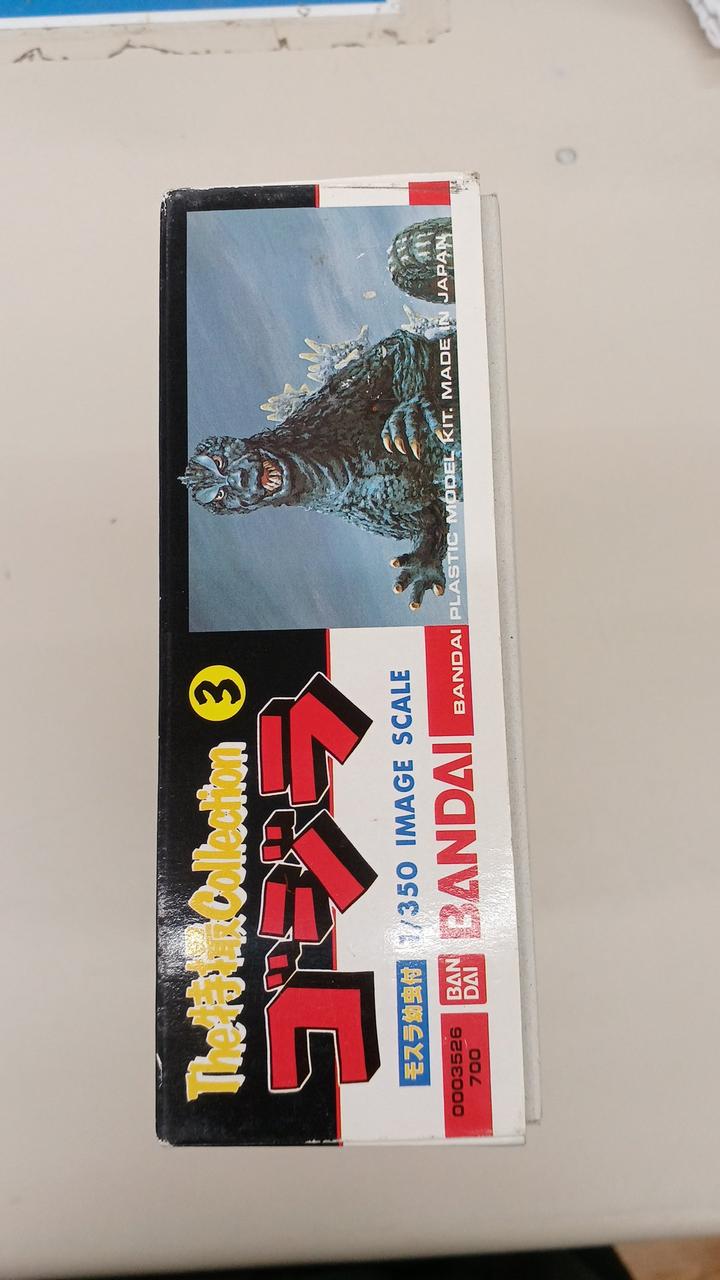 The特撮Collection 3
ゴジラ
モスラ幼虫付 1/350 IMAGE SCALE
0003526
700
BAN
DAI
BANDAI
BANDAI PLASTIC MODEL KIT. MADE IN JAPAN